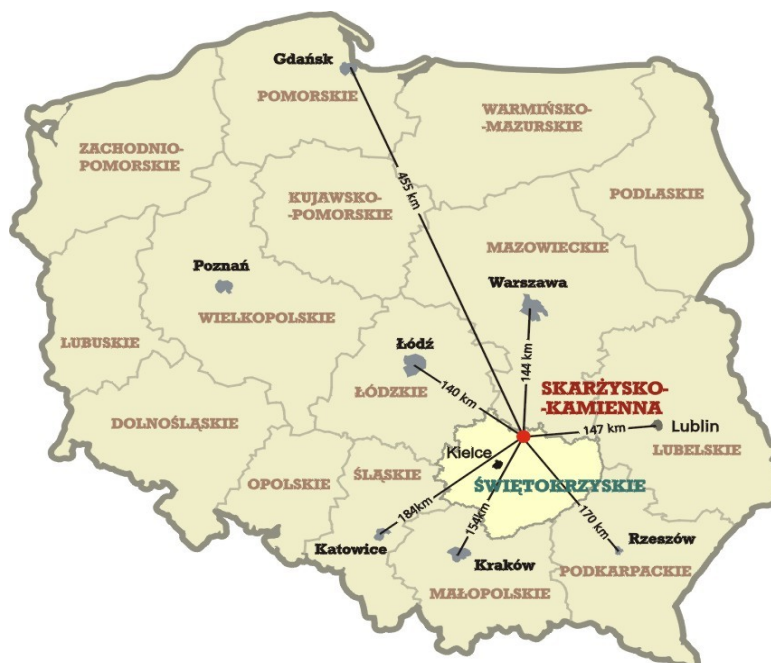 Gdańsk
POMORSKIE
WARMIŃSKO-
-MAZURSKIE
ZACHODNIO-
POMORSKIE
455 km
PODLASKIE
KUJAWSKO-
-POMORSKIE
MAZOWIECKIE
Poznań
Warszawa
WIELKOPOLSKIE
LUBUSKIE
Łódź
144 km
ŁÓDZKIE
140 km
SKARŻYSKO-
-KAMIENNA
DOLNOŚLĄSKIE
147 km
Lublin
LUBELSKIE
Kielce
ŚLĄSKIE
OPOLSKIE
ŚWIĘTOKRZYSKIE
184km
154km
170 km
Katowice
Kraków
Rzeszów
PODKARPACKIE
MAŁOPOLSKIE